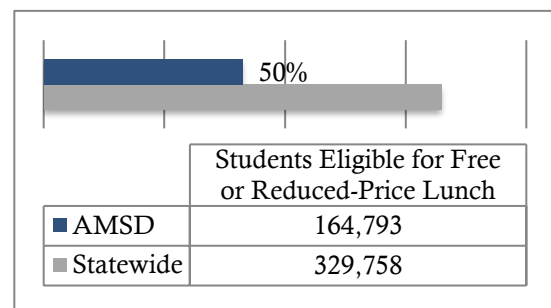 50%
Students Eligible for Free
or Reduced-Price Lunch
AMSD 164,793
Statewide 329,758